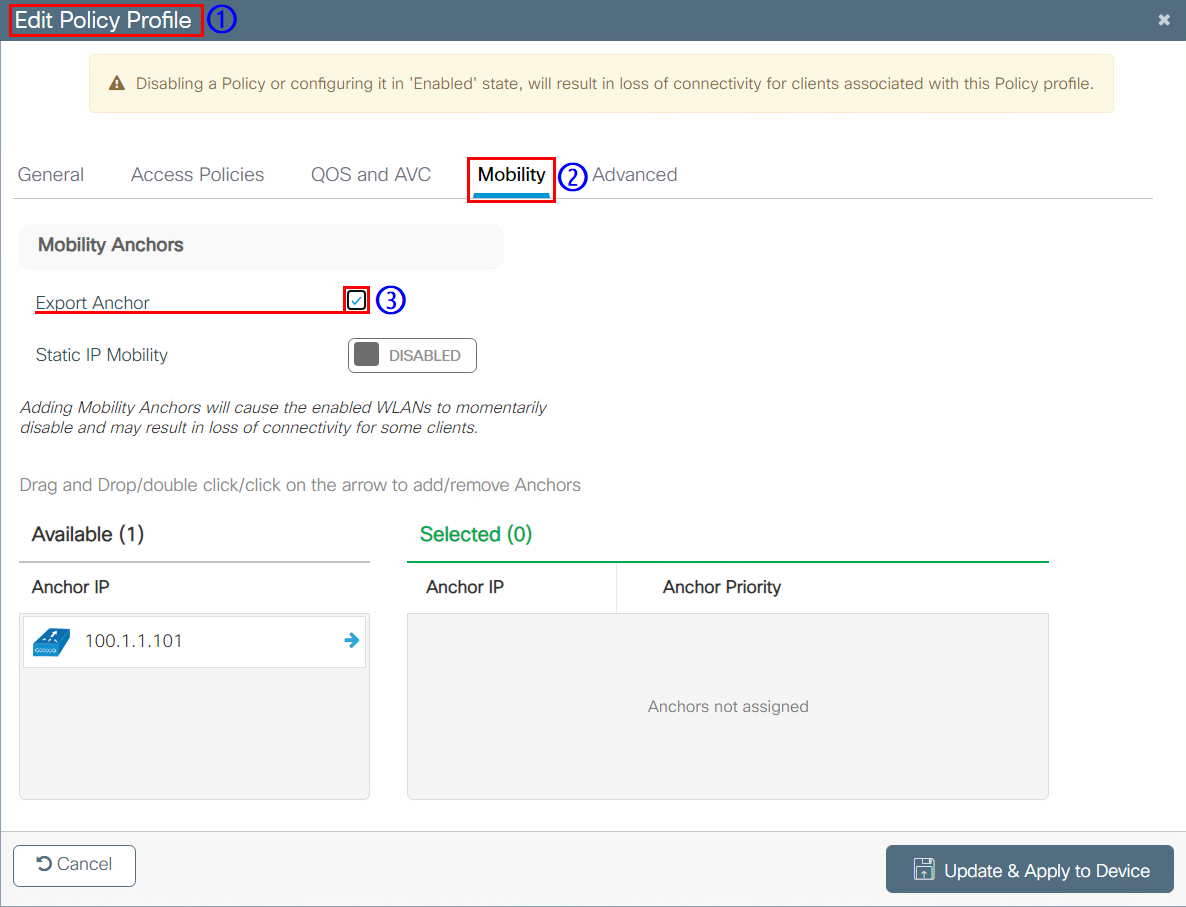 Edit Policy Profile ①
Disabling a Policy or configuring it in 'Enabled' state, will result in loss of connectivity for clients associated with this Policy profile.
General Access Policies QOS and AVC Mobility ② Advanced
Mobility Anchors
Export Anchor ③
Static IP Mobility DISABLED
Adding Mobility Anchors will cause the enabled WLANs to momentarily
disable and may result in loss of connectivity for some clients.
Drag and Drop/double click/click on the arrow to add/remove Anchors
Available (1) Selected (0)
Anchor IP Anchor IP Anchor Priority
100.1.1.101
Anchors not assigned
Cancel Update & Apply to Device